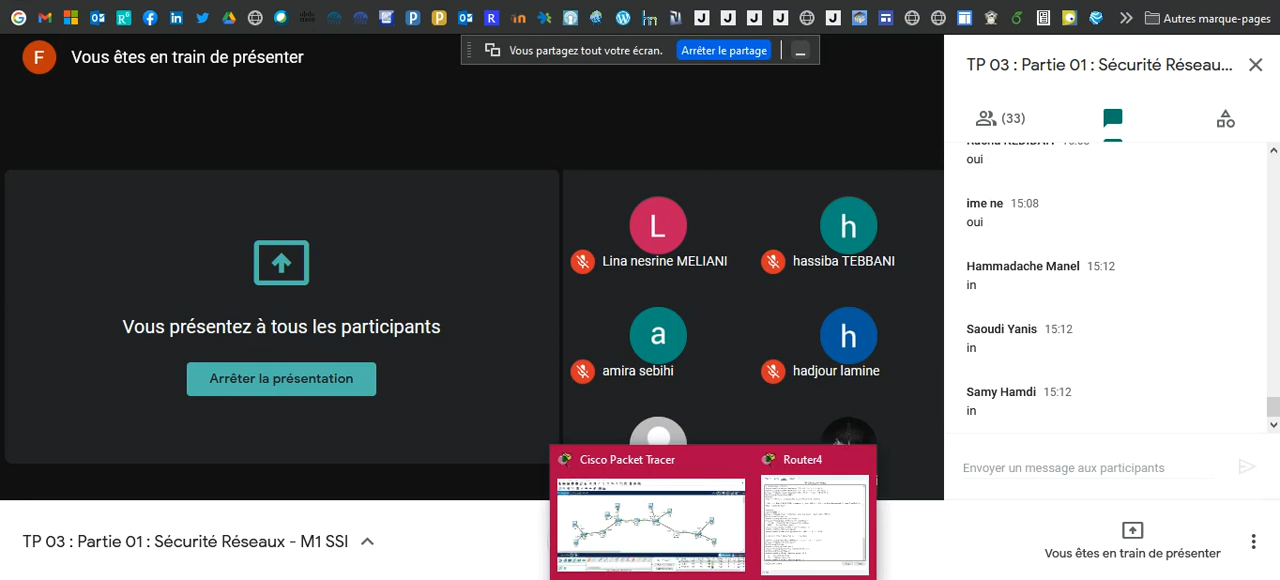 Autres marque-pages
F
Vous êtes en train de présenter
Vous partagez tout votre écran.
Arrêter le partage
TP 03 : Partie 01 : Sécurité Réseau...
(33)
15:08
oui
ime ne 15:08
oui
Hammadache Manel 15:12
in
Saoudi Yanis 15:12
in
Samy Hamdi 15:12
in
Envoyer un message aux participants
Vous présentez à tous les participants
Arrêter la présentation
L
Lina nesrine MELIANI
h
hassiba TEBBANI
a
amira sebihi
h
hadjour lamine
Cisco Packet Tracer
Router4
TP 03 : Partie 01 : Sécurité Réseaux - M1 SSI
Vous êtes en train de présenter